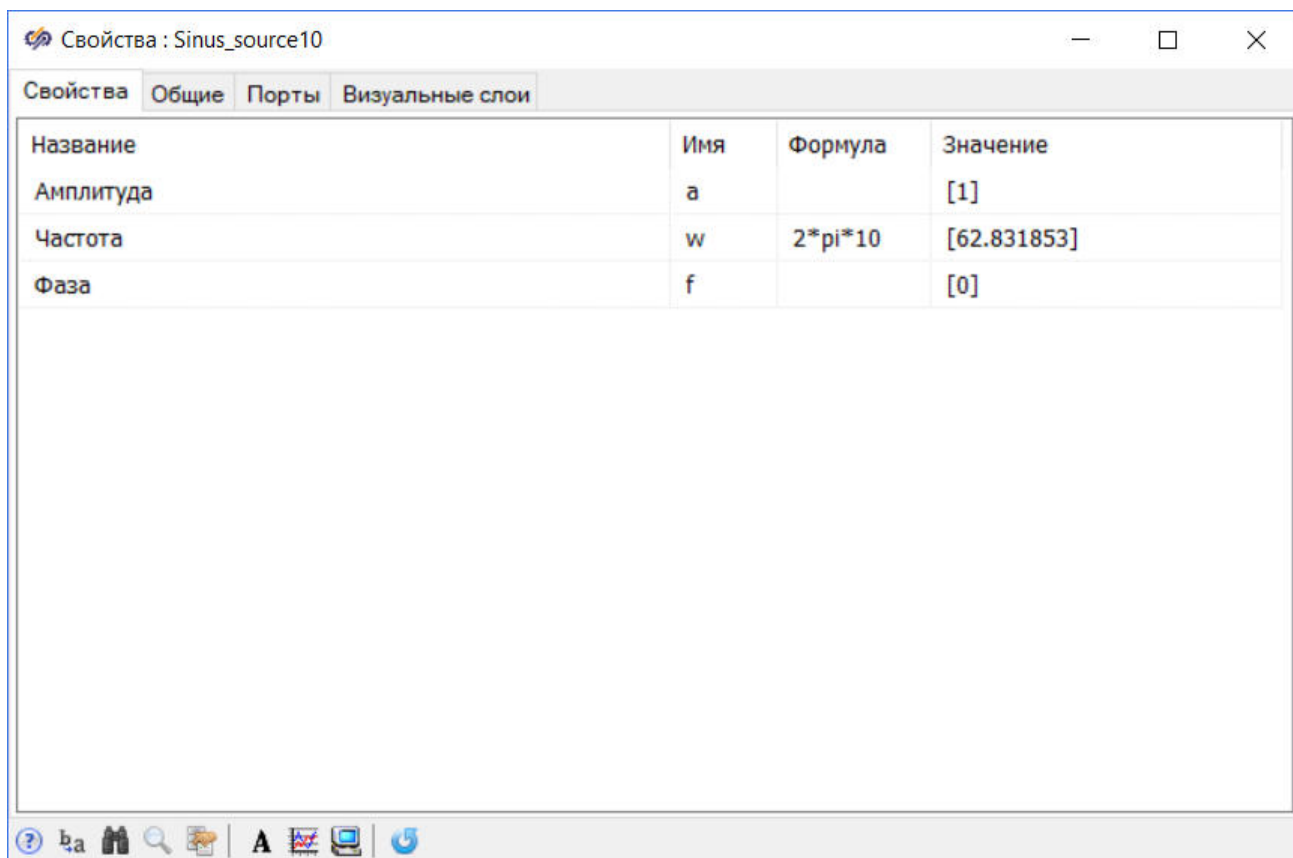 Свойства : Sinus_source10
Свойства Общие Порты Визуальные слои
Название Имя Формула Значение
Амплитуда a [1]
Частота w 2*pi*10 [62.831853]
Фаза f [0]
? ba A